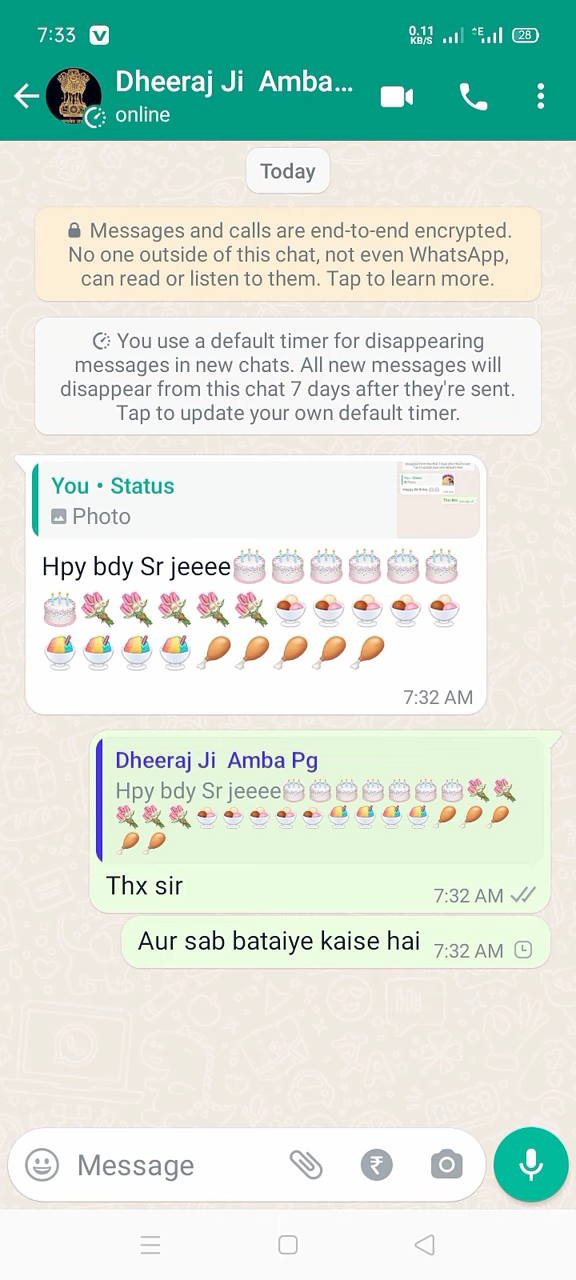 7:33
0.11
KB/S
E
28
Dheeraj Ji Amba...
online
Today
Messages and calls are end-to-end encrypted.
No one outside of this chat, not even WhatsApp,
can read or listen to them. Tap to learn more.
You use a default timer for disappearing
messages in new chats. All new messages will
disappear from this chat 7 days after they're sent.
Tap to update your own default timer.
You • Status
Photo
Hpy bdy Sr jeeee🎂🎂🎂🎂🎂🎂
🎂💐💐💐💐💐🍨🍨🍨🍨🍨
🍧🍧🍧🍧🍗🍗🍗🍗🍗
7:32 AM
Dheeraj Ji Amba Pg
Hpy bdy Sr jeeee🎂🎂🎂🎂🎂🎂🎂💐💐
💐💐💐🍨🍨🍨🍨🍨🍧🍧🍧🍧🍗🍗🍗
🍗🍗
Thx sir
7:32 AM
Aur sab bataiye kaise hai
7:32 AM
Message
₹